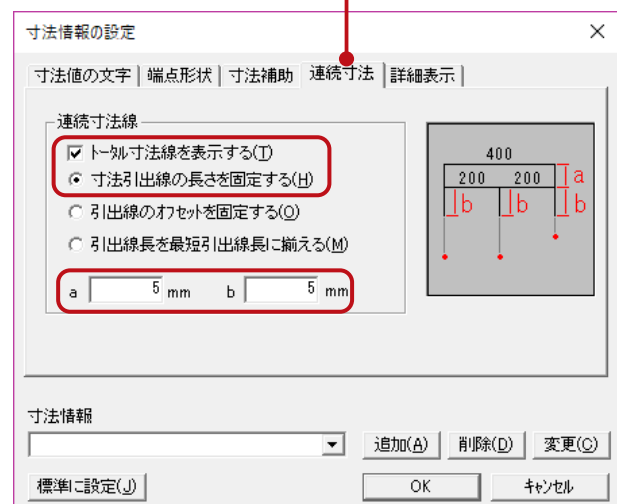 寸法情報の設定
寸法値の文字 端点形状 寸法補助 連続寸法 詳細表示
連続寸法線
トータル寸法線を表示する(T)
寸法引出線の長さを固定する(H)
引出線のオフセットを固定する(O)
引出線長を最短引出線長に揃える(M)
a 5 mm b 5 mm
400
200 200 a
b b b
寸法情報
追加(A) 削除(D) 変更(C)
標準に設定(J) OK キャンセル